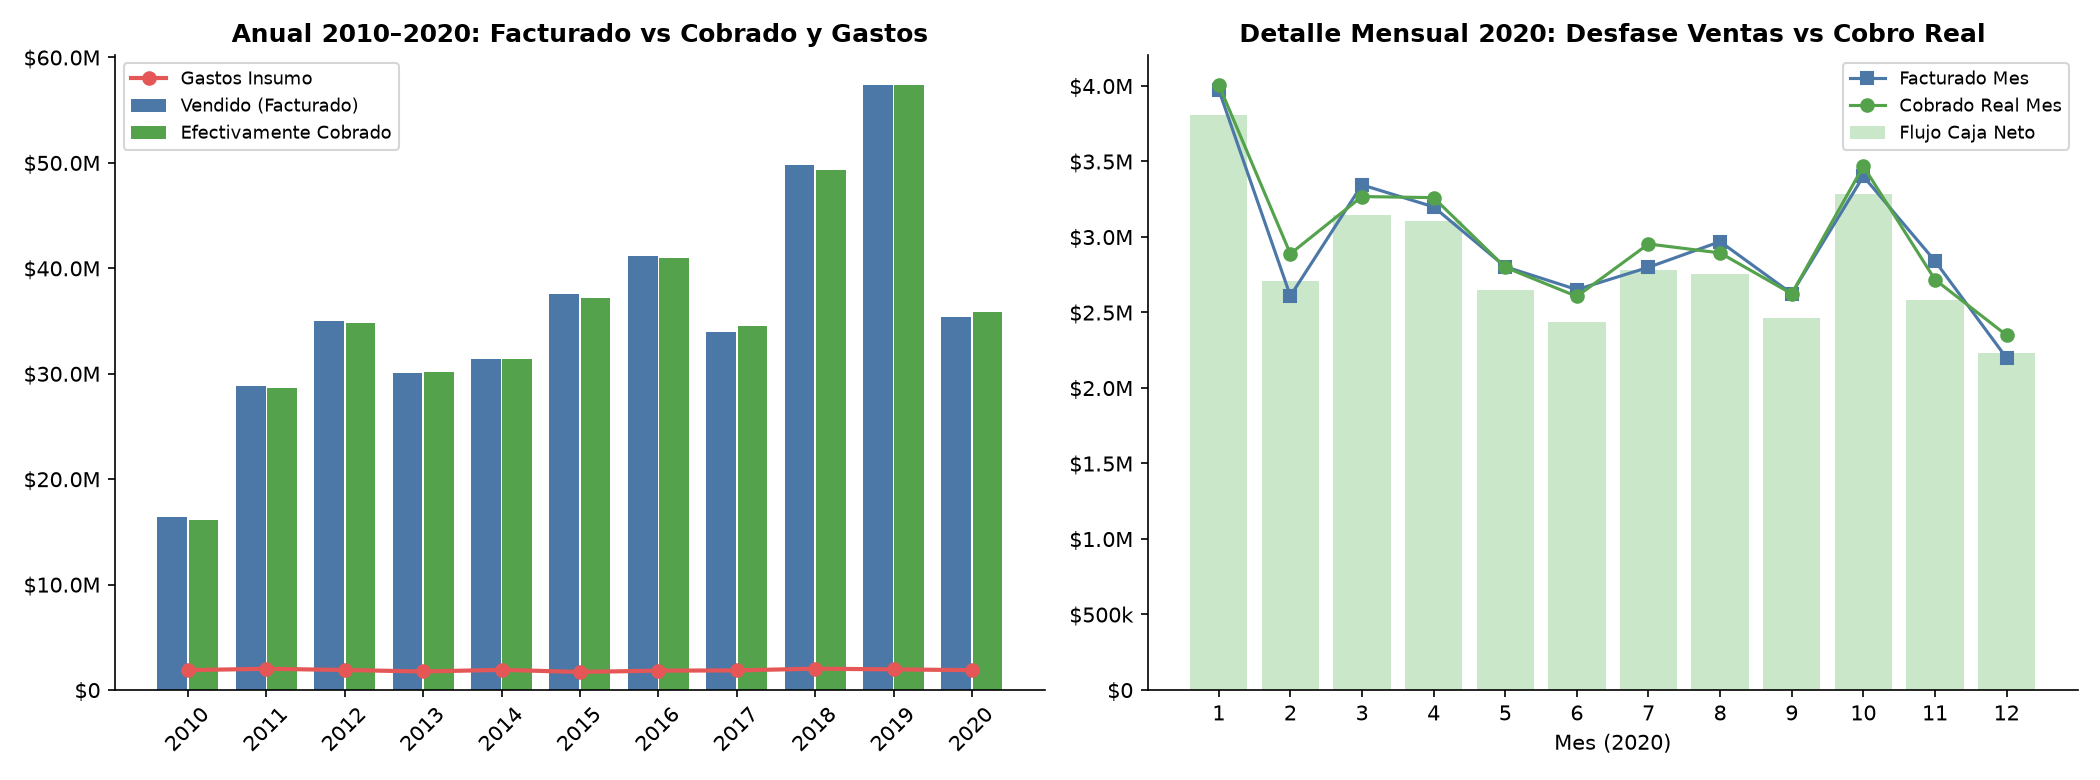 Anual 2010–2020: Facturado vs Cobrado y Gastos
$60.0M
$50.0M
$40.0M
$30.0M
$20.0M
$10.0M
$0
Gastos Insumo
Vendido (Facturado)
Efectivamente Cobrado
2010
2011
2012
2013
2014
2015
2016
2017
2018
2019
2020
Detalle Mensual 2020: Desfase Ventas vs Cobro Real
$4.0M
$3.5M
$3.0M
$2.5M
$2.0M
$1.5M
$1.0M
$500k
$0
Facturado Mes
Cobrado Real Mes
Flujo Caja Neto
1
2
3
4
5
6
7
8
9
10
11
12
Mes (2020)